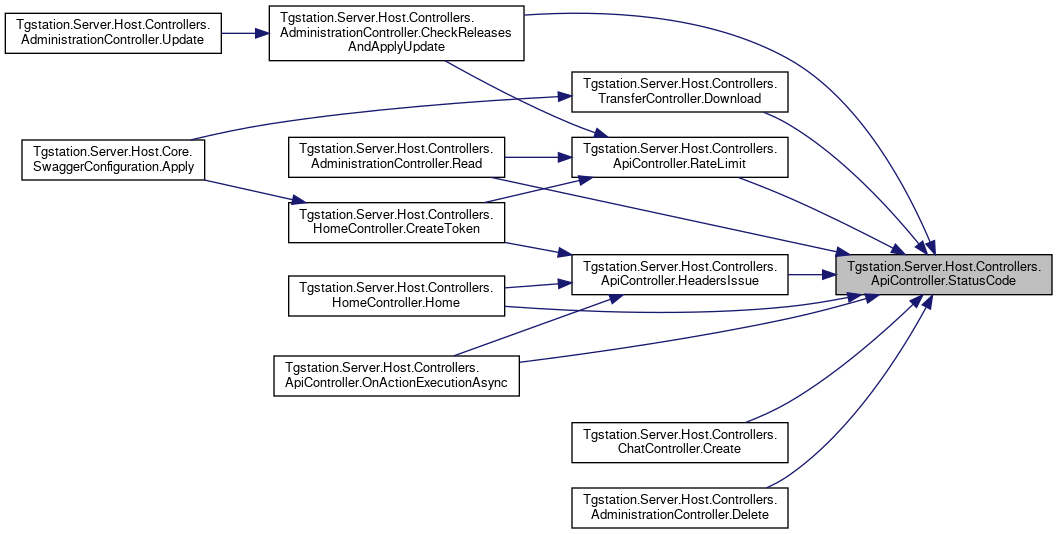 Tgstation.Server.Host.Controllers.
AdministrationController.Update
Tgstation.Server.Host.Controllers.
AdministrationController.CheckReleases
AndApplyUpdate
Tgstation.Server.Host.Controllers.
TransferController.Download
Tgstation.Server.Host.Core.
SwaggerConfiguration.Apply
Tgstation.Server.Host.Controllers.
AdministrationController.Read
Tgstation.Server.Host.Controllers.
ApiController.RateLimit
Tgstation.Server.Host.Controllers.
HomeController.CreateToken
Tgstation.Server.Host.Controllers.
ApiController.HeadersIssue
Tgstation.Server.Host.Controllers.
ApiController.StatusCode
Tgstation.Server.Host.Controllers.
HomeController.Home
Tgstation.Server.Host.Controllers.
ApiController.OnActionExecutionAsync
Tgstation.Server.Host.Controllers.
ChatController.Create
Tgstation.Server.Host.Controllers.
AdministrationController.Delete